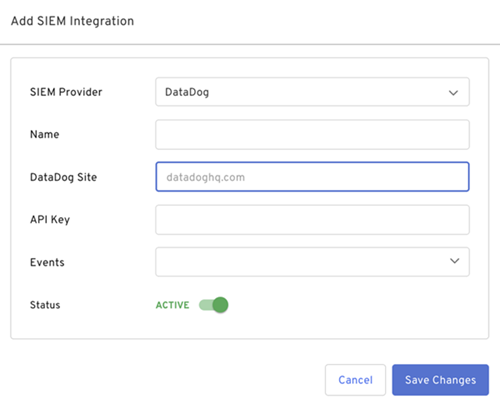 Add SIEM Integration
SIEM Provider DataDog
Name
DataDog Site datadoghq.com
API Key
Events
Status ACTIVE
Cancel Save Changes